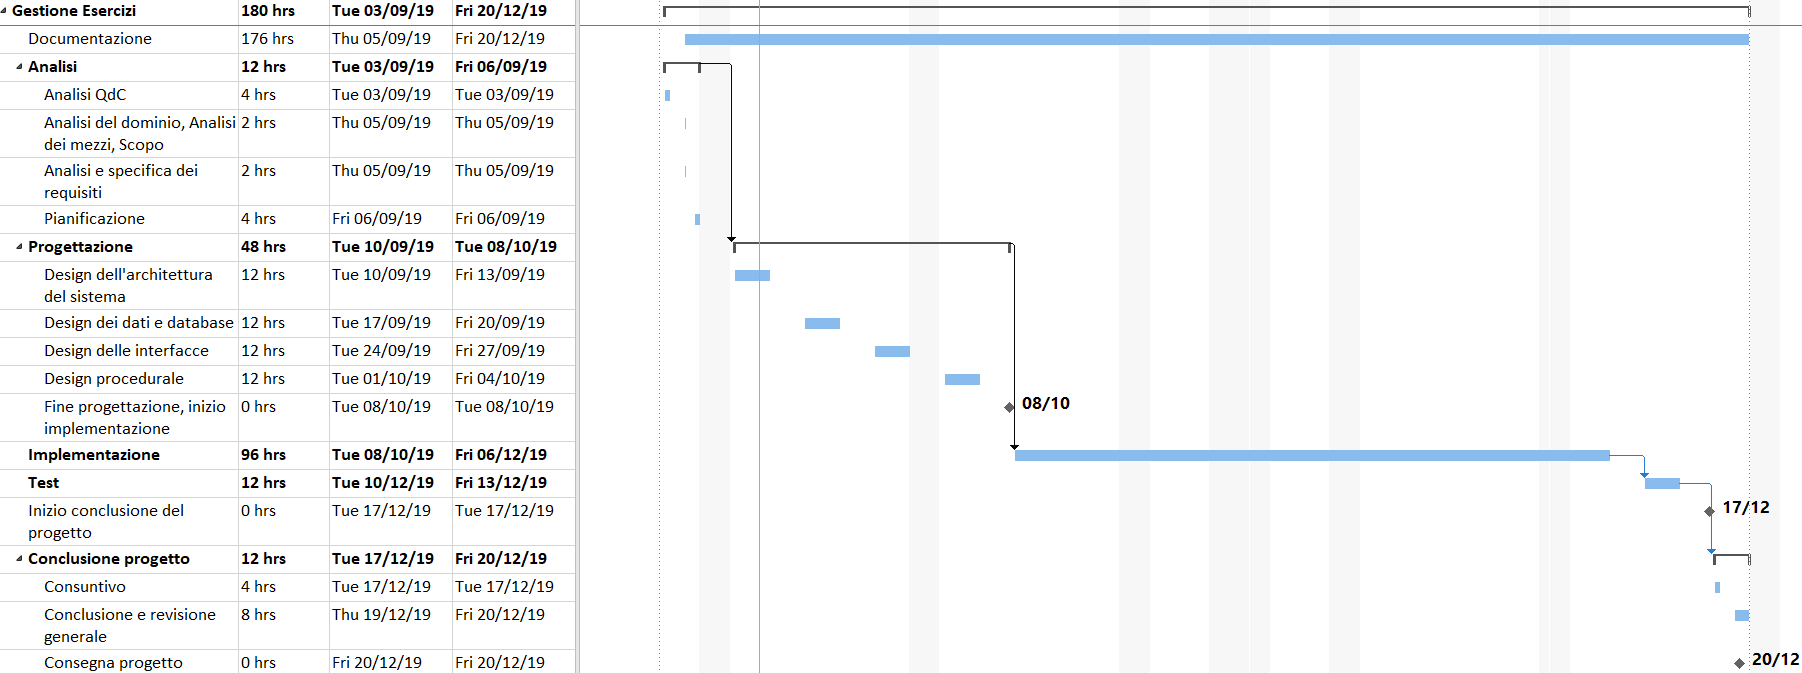 Gestione Esercizi 180 hrs Tue 03/09/19 Fri 20/12/19
Documentazione 176 hrs Thu 05/09/19 Fri 20/12/19
Analisi 12 hrs Tue 03/09/19 Fri 06/09/19
Analisi QdC 4 hrs Tue 03/09/19 Tue 03/09/19
Analisi del dominio, Analisi 2 hrs Thu 05/09/19 Thu 05/09/19
dei mezzi, Scopo
Analisi e specifica dei 2 hrs Thu 05/09/19 Thu 05/09/19
requisiti
Pianificazione 4 hrs Fri 06/09/19 Fri 06/09/19
Progettazione 48 hrs Tue 10/09/19 Tue 08/10/19
Design dell'architettura 12 hrs Tue 10/09/19 Fri 13/09/19
del sistema
Design dei dati e database 12 hrs Tue 17/09/19 Fri 20/09/19
Design delle interfacce 12 hrs Tue 24/09/19 Fri 27/09/19
Design procedurale 12 hrs Tue 01/10/19 Fri 04/10/19
Fine progettazione, inizio 0 hrs Tue 08/10/19 Tue 08/10/19 08/10
implementazione
Implementazione 96 hrs Tue 08/10/19 Fri 06/12/19
Test 12 hrs Tue 10/12/19 Fri 13/12/19
Inizio conclusione del 0 hrs Tue 17/12/19 Tue 17/12/19 17/12
progetto
Conclusione progetto 12 hrs Tue 17/12/19 Fri 20/12/19
Consuntivo 4 hrs Tue 17/12/19 Tue 17/12/19
Conclusione e revisione 8 hrs Thu 19/12/19 Fri 20/12/19
generale
Consegna progetto 0 hrs Fri 20/12/19 Fri 20/12/19 20/12